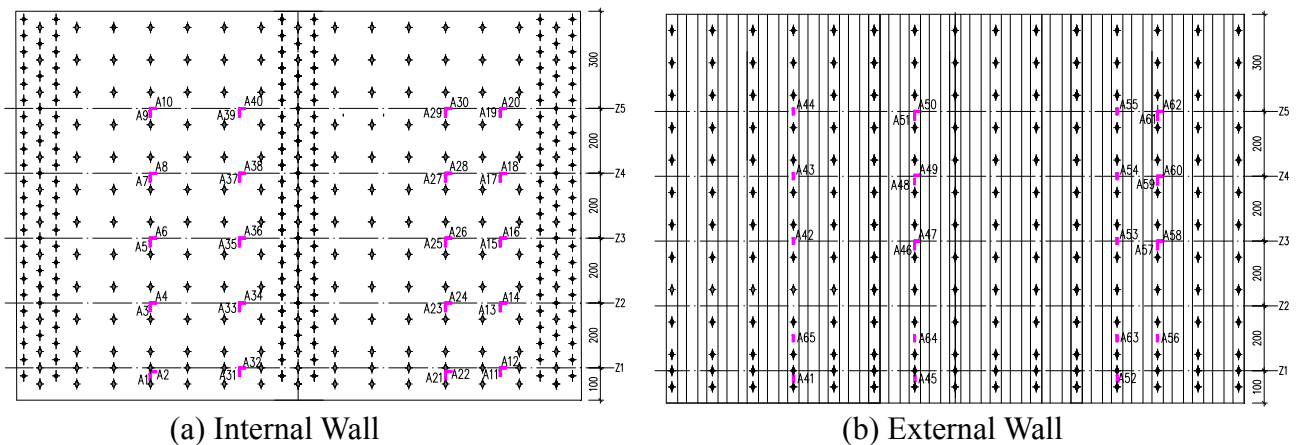 A10 A40 A30 A20 Z5
A9 A39 A29 A19
300
A8 A38 A28 A18 Z4
A7 A37 A27 A17
200
A6 A36 A26 A16 Z3
A5 A35 A25 A15
200
A4 A34 A24 A14 Z2
A3 A33 A23 A13
200
A32 A12 Z1
A1 A2 A31 A21 A22 A11
200
100
(a) Internal Wall
A44 A50 A55 A62 Z5
A51 A61
300
A43 A49 A54 A60 Z4
A48 A59
200
A42 A47 A53 A58 Z3
A46 A57
200
Z2
200
A65 A64 A63 A56
200
Z1
A41 A45 A52
100
(b) External Wall